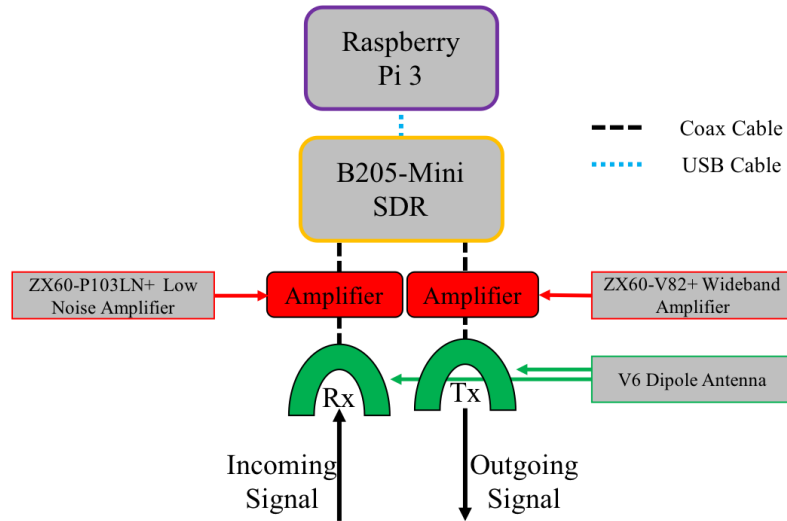 Raspberry
Pi 3
Coax Cable
USB Cable
B205-Mini
SDR
ZX60-P103LN+ Low
Noise Amplifier
Amplifier
Amplifier
ZX60-V82+ Wideband
Amplifier
V6 Dipole Antenna
Rx
Tx
Incoming
Signal
Outgoing
Signal